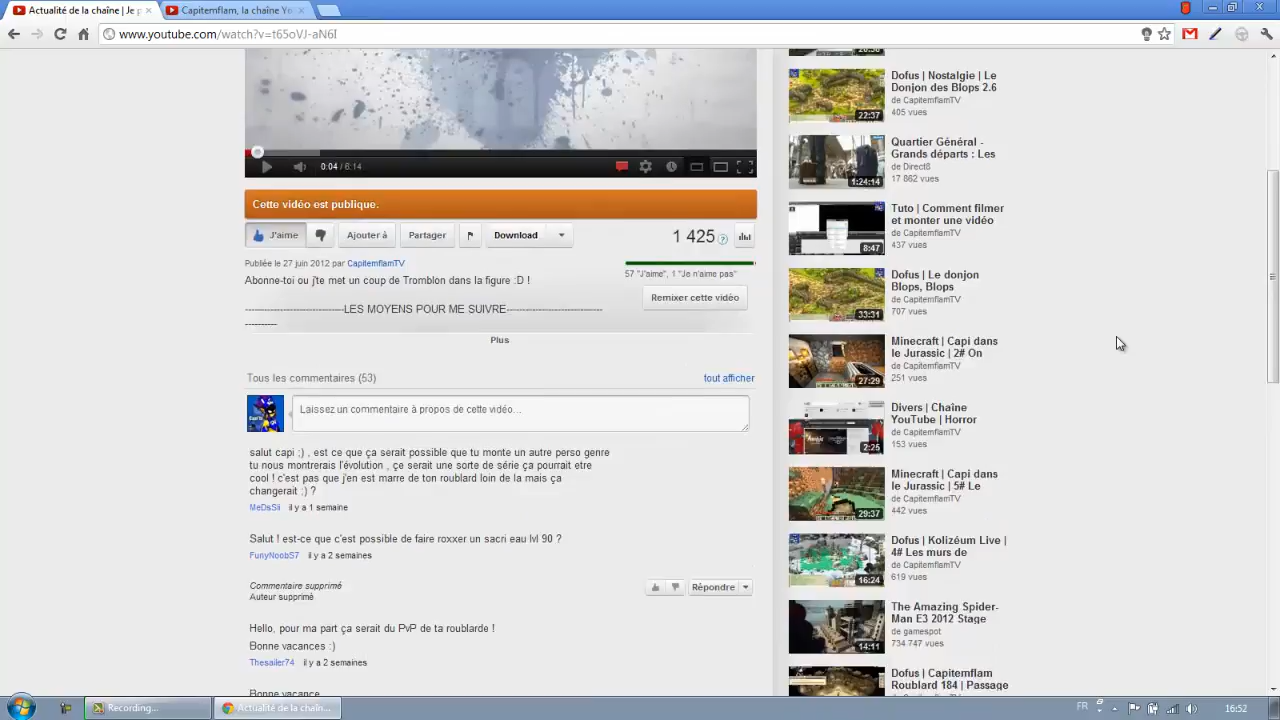 Actualité de la chaîne | Je p
Capitemflam, la chaîne Yo
www.youtube.com/watch?v=t65oVJ-aN6I
0:04 / 6:14
Cette vidéo est publique.
J'aime
Ajouter à
Partager
Download
1 425
Publiée le 27 juin 2012 par CapitemflamTV
57 "J'aime", 1 "Je n'aime pas"
Abonne-toi ou j'te met un coup de Tromblon dans la figure :D !
Remixer cette vidéo
---------------------------------LES MOYENS POUR ME SUIVRE--------------------------------
-----------
Plus
Tous les commentaires (53)
tout afficher
Laissez un commentaire à propos de cette vidéo...
salut capi ;) , est ce que ça serait possible que tu monte un autre perso genre
tu nous montrerais l'évolution , çe serait une sorte de série ça pourrait etre
cool ! c'est pas que j'en est marre de ton roublard loin de la mais ça
changerait ;) ?
MeDsSli il y a 1 semaine
Salut ! est-ce que c'est possible de faire roxxer un sacri eau lvl 90 ?
FunyNoobS7 il y a 2 semaines
Commentaire supprimé
Auteur supprimé
Répondre
Hello, pour ma part ça serait du PvP de ta roublarde !
Bonne vacances :)
Thesailer74 il y a 2 semaines
Bonne vacance
Dofus | Nostalgie | Le
Donjon des Blops 2.6
de CapitemflamTV
405 vues
22:37
Quartier Général -
Grands départs : Les
de Direct8
17 862 vues
1:24:14
Tuto | Comment filmer
et monter une vidéo
de CapitemflamTV
437 vues
8:47
Dofus | Le donjon
Blops, Blops
de CapitemflamTV
707 vues
33:31
Minecraft | Capi dans
le Jurassic | 2# On
de CapitemflamTV
251 vues
27:29
Divers | Chaîne
YouTube | Horror
de CapitemflamTV
153 vues
2:25
Minecraft | Capi dans
le Jurassic | 5# Le
de CapitemflamTV
442 vues
29:37
Dofus | Kolizéum Live |
4# Les murs de
de CapitemflamTV
619 vues
16:24
The Amazing Spider-
Man E3 2012 Stage
de gamespot
734 747 vues
14:11
Dofus | Capitemflam
Roublard 184 | Passage
Recording...
Actualité de la chaîn...
FR
16:52